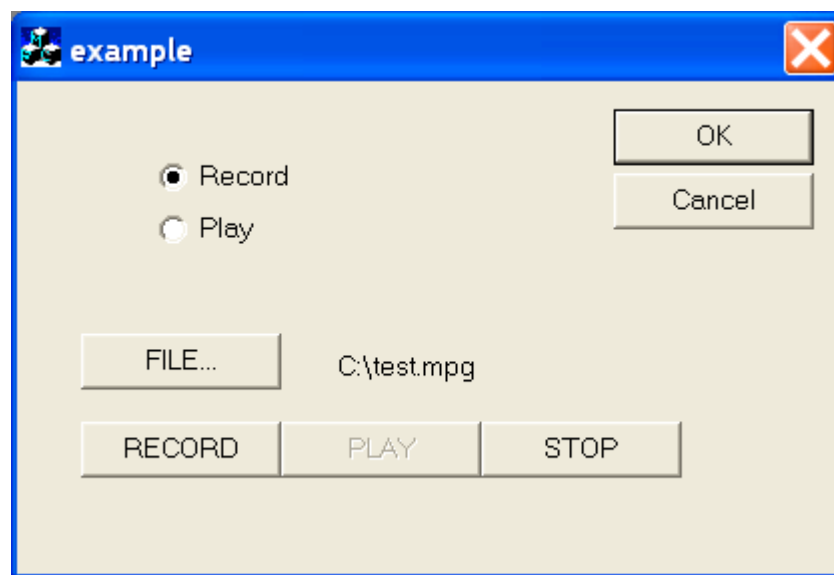 example
OK
Record
Cancel
Play
FILE...
C:\test.mpg
RECORD PLAY STOP